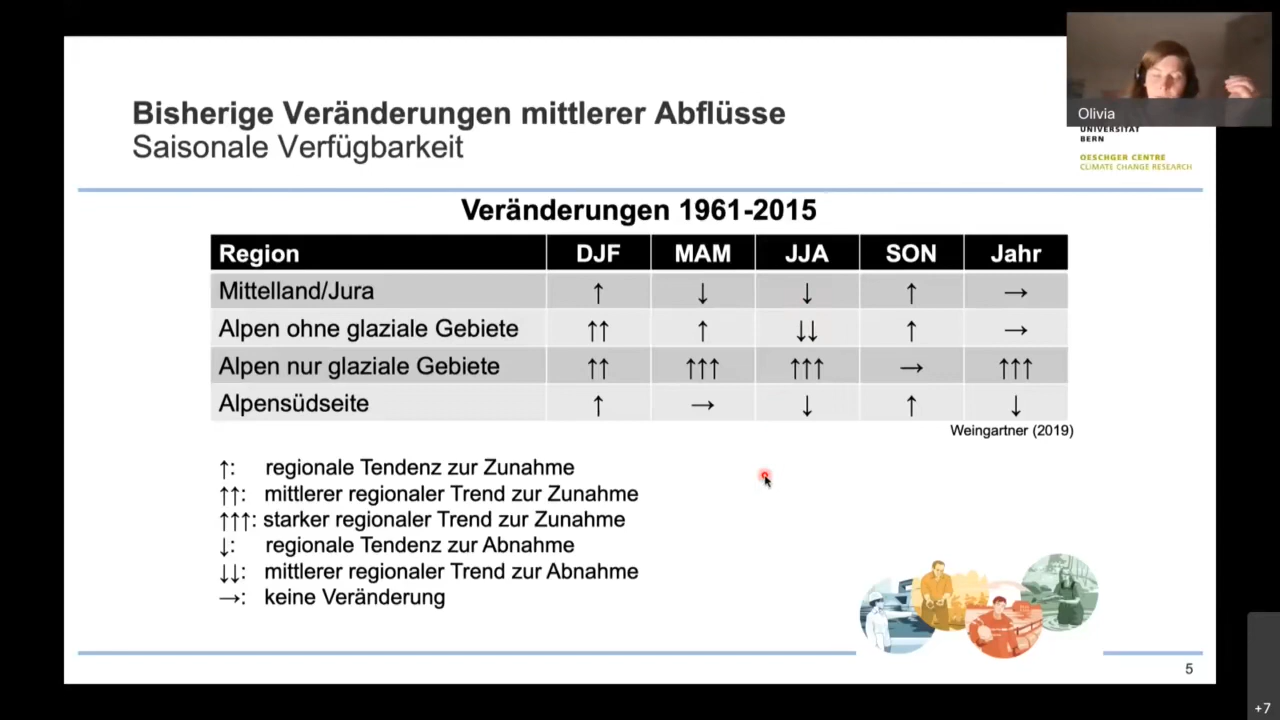 Bisherige Veränderungen mittlerer Abflüsse
Saisonale Verfügbarkeit
Olivia
UNIVERSITÄT
BERN
OESCHGER CENTRE
CLIMATE CHANGE RESEARCH
Veränderungen 1961-2015
Region DJF MAM JJA SON Jahr
Mittelland/Jura ↑ ↓ ↓ ↑ →
Alpen ohne glaziale Gebiete ↑↑ ↑ ↓↓ ↑ →
Alpen nur glaziale Gebiete ↑↑ ↑↑↑ ↑↑↑ → ↑↑↑
Alpensüdseite ↑ → ↓ ↑ ↓
Weingartner (2019)
↑: regionale Tendenz zur Zunahme
↑↑: mittlerer regionaler Trend zur Zunahme
↑↑↑: starker regionaler Trend zur Zunahme
↓: regionale Tendenz zur Abnahme
↓↓: mittlerer regionaler Trend zur Abnahme
→: keine Veränderung
5
+7